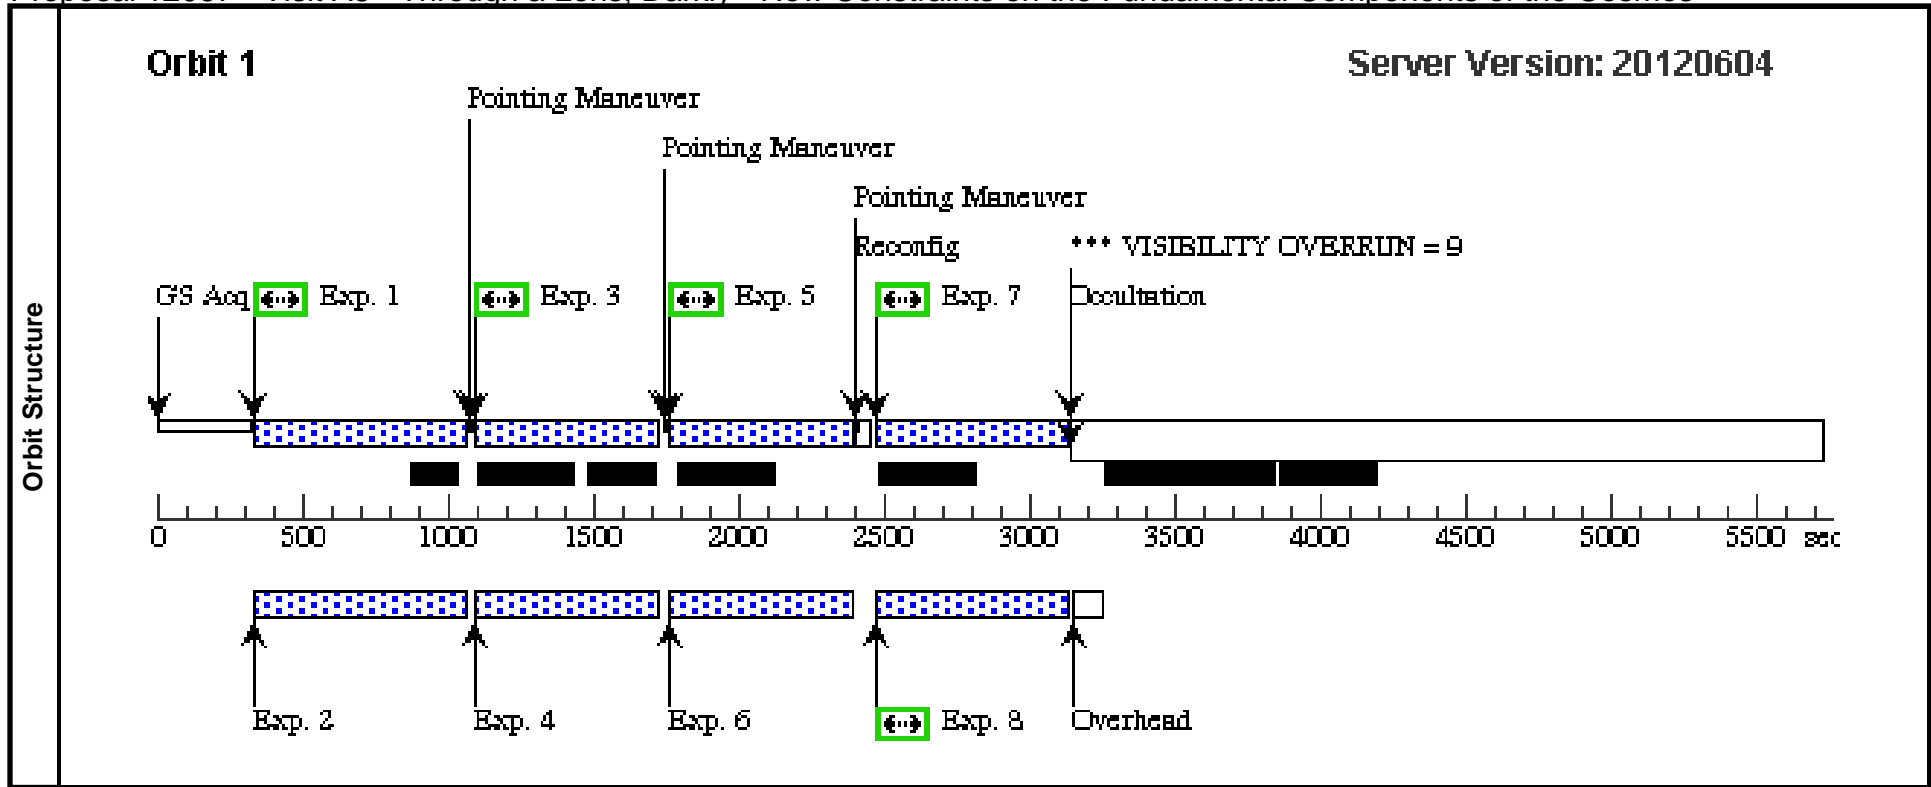 Orbit 1
Server Version: 20120604
Pointing Maneuver
Pointing Maneuver
Pointing Maneuver
Reconfig
*** VISIBILITY OVERRUN = 9
GS Acq
Exp. 1
Exp. 3
Exp. 5
Exp. 7
Occultation
Orbit Structure
0 500 1000 1500 2000 2500 3000 3500 4000 4500 5000 5500 sec
Exp. 2
Exp. 4
Exp. 6
Exp. 8
Overhead